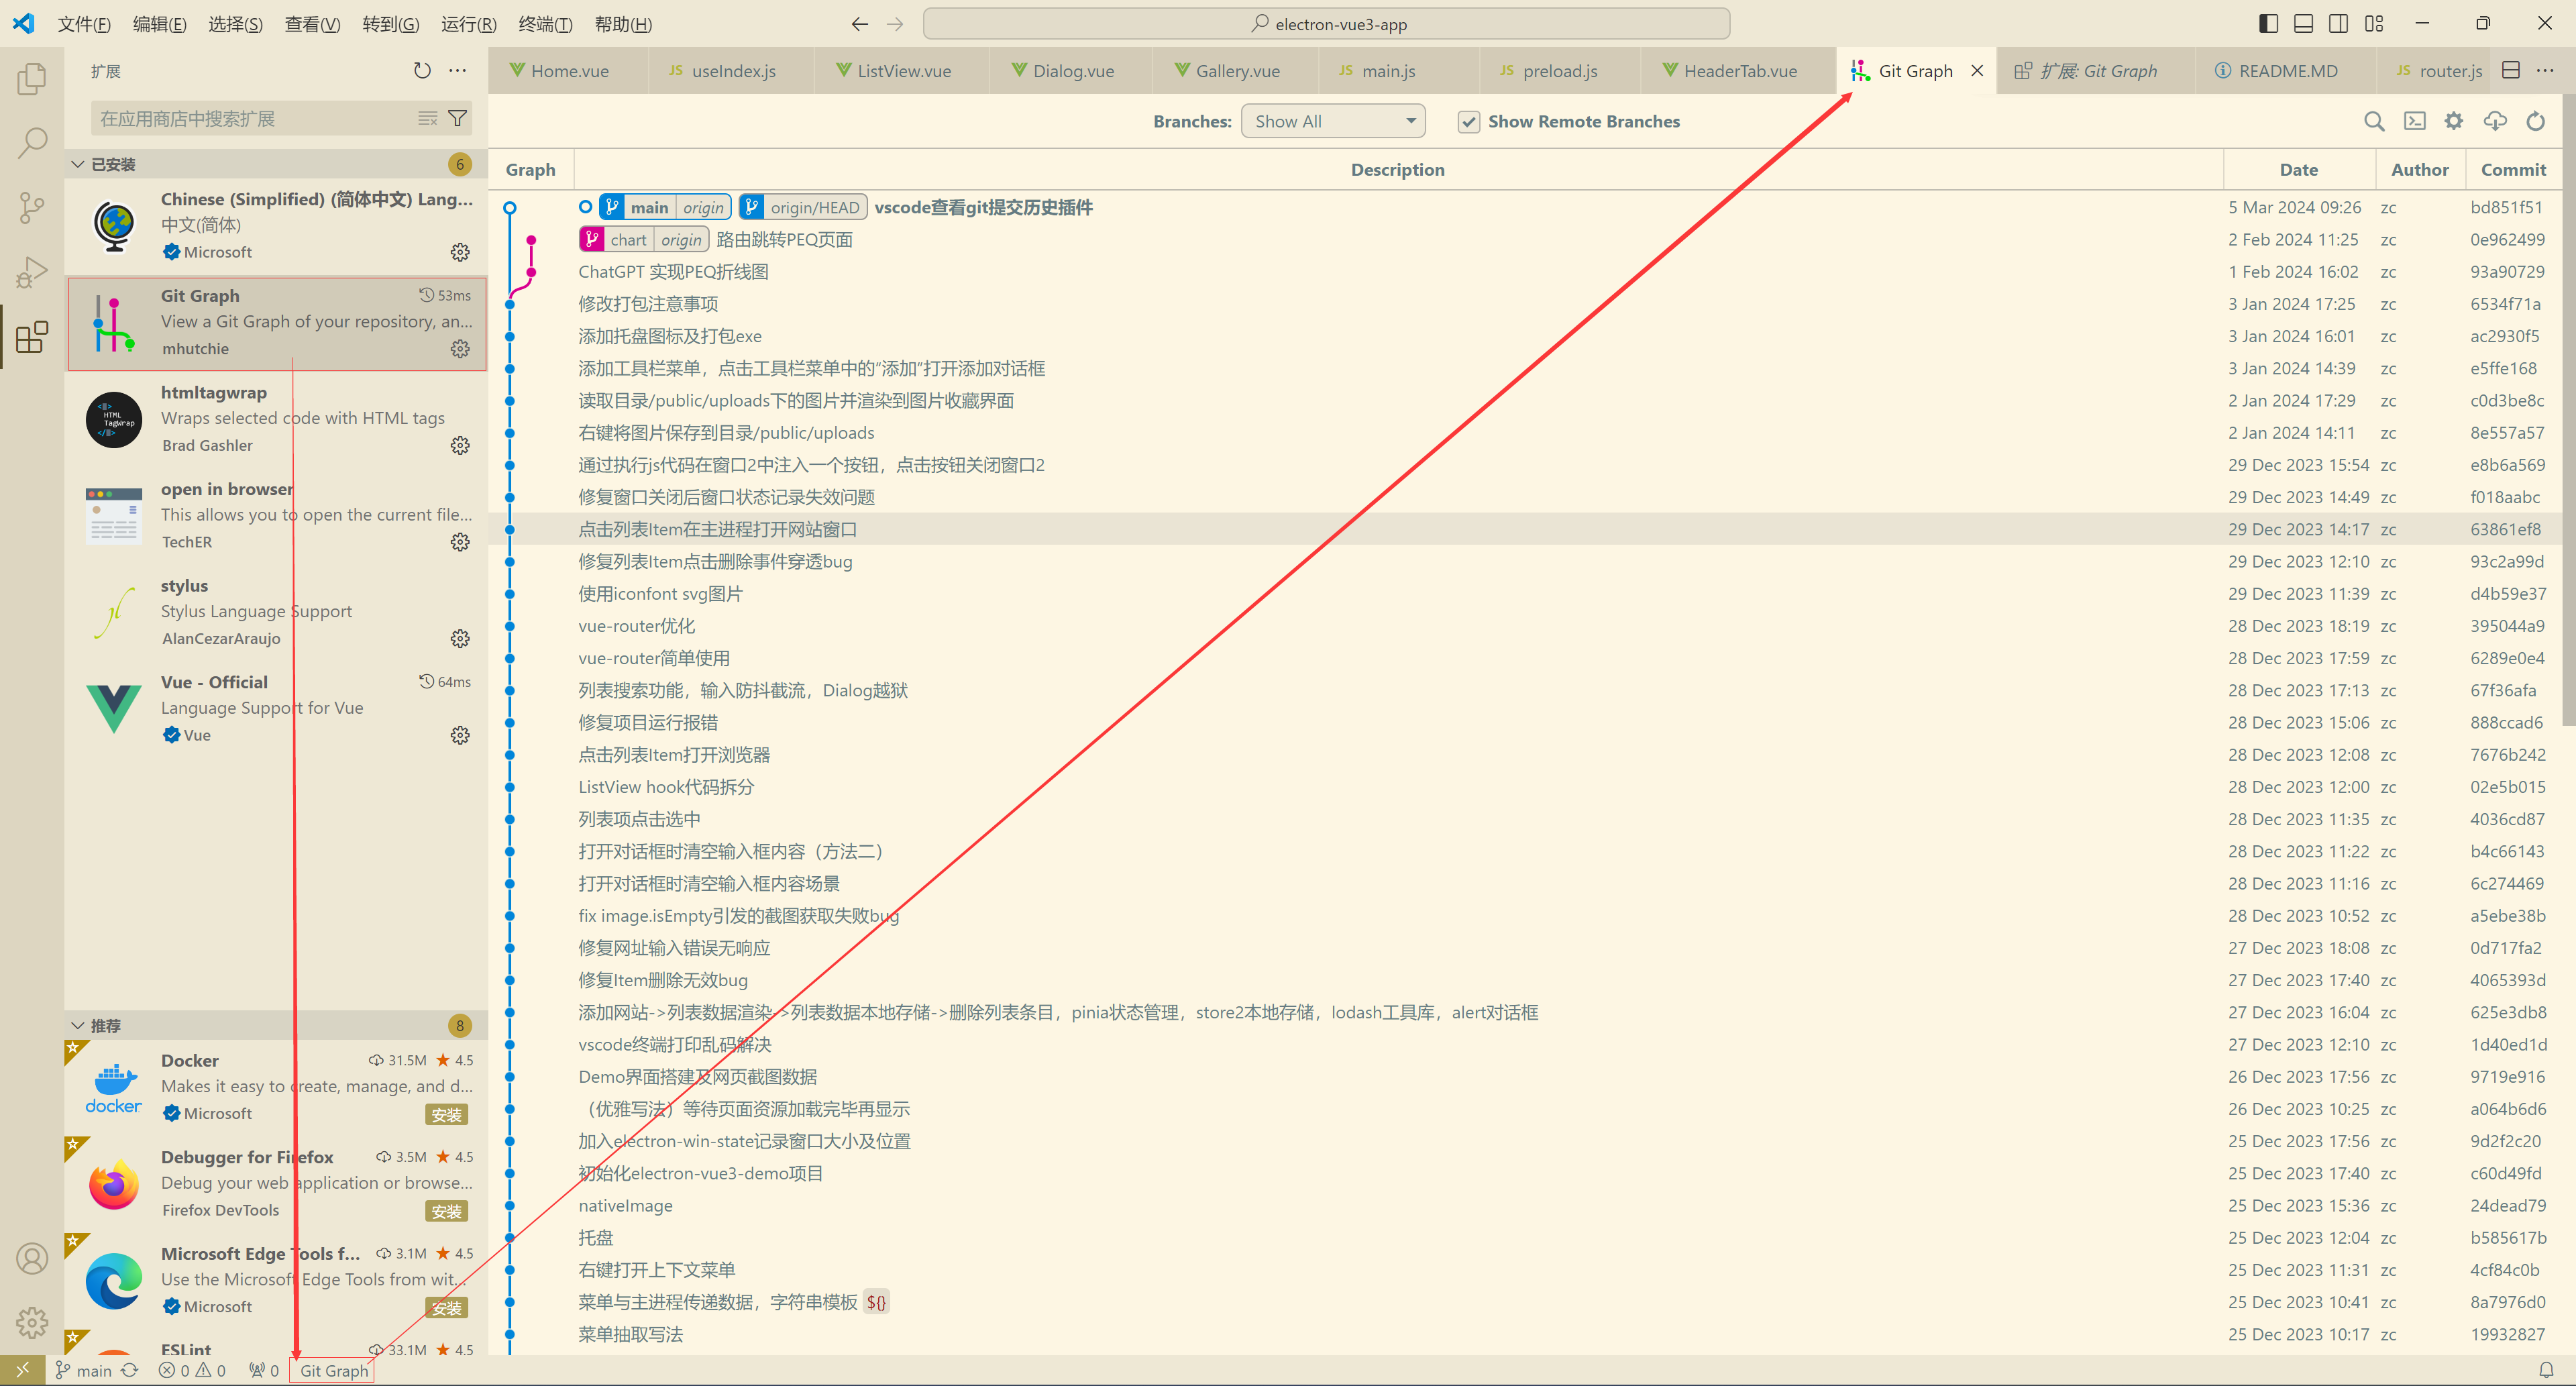 文件(F) 编辑(E) 选择(S) 查看(V) 转到(G) 运行(R) 终端(T) 帮助(H) electron-vue3-app
扩展
在应用商店中搜索扩展
已安装 6
Chinese (Simplified) (简体中文) Lang...
中文(简体)
Microsoft
Git Graph 53ms
View a Git Graph of your repository, an...
mhutchie
htmltagwrap
Wraps selected code with HTML tags
Brad Gashler
HTML
TagWrap
open in browser
This allows you to open the current file...
TechER
stylus
Stylus Language Support
AlanCezarAraujo
Vue - Official 64ms
Language Support for Vue
Vue
推荐 8
Docker 31.5M 4.5
Makes it easy to create, manage, and d...
docker
Microsoft 安装
Debugger for Firefox 3.5M 4.5
Debug your web application or browse...
Firefox DevTools 安装
Microsoft Edge Tools f... 3.1M 4.5
Use the Microsoft Edge Tools from wit...
Microsoft 安装
ESLint 33.1M 4.5
Home.vue JS useIndex.js ListView.vue Dialog.vue Gallery.vue JS main.js JS preload.js HeaderTab.vue Git Graph 扩展: Git Graph README.MD JS router.js
Branches: Show All Show Remote Branches
Graph Description Date Author Commit
main origin origin/HEAD vscode查看git提交历史插件 5 Mar 2024 09:26 zc bd851f51
chart origin 路由跳转PEQ页面 2 Feb 2024 11:25 zc 0e962499
ChatGPT 实现PEQ折线图 1 Feb 2024 16:02 zc 93a90729
修改打包注意事项 3 Jan 2024 17:25 zc 6534f71a
添加托盘图标及打包exe 3 Jan 2024 16:01 zc ac2930f5
添加工具栏菜单，点击工具栏菜单中的“添加”打开添加对话框 3 Jan 2024 14:39 zc e5ffe168
读取目录/public/uploads下的图片并渲染到图片收藏界面 2 Jan 2024 17:29 zc c0d3be8c
右键将图片保存到目录/public/uploads 2 Jan 2024 14:11 zc 8e557a57
通过执行js代码在窗口2中注入一个按钮，点击按钮关闭窗口2 29 Dec 2023 15:54 zc e8b6a569
修复窗口关闭后窗口状态记录失效问题 29 Dec 2023 14:49 zc f018aabc
点击列表Item在主进程打开网站窗口 29 Dec 2023 14:17 zc 63861ef8
修复列表Item点击删除事件穿透bug 29 Dec 2023 12:10 zc 93c2a99d
使用iconfont svg图片 29 Dec 2023 11:39 zc d4b59e37
vue-router优化 28 Dec 2023 18:19 zc 395044a9
vue-router简单使用 28 Dec 2023 17:59 zc 6289e0e4
列表搜索功能，输入防抖截流，Dialog越狱 28 Dec 2023 17:13 zc 67f36afa
修复项目运行报错 28 Dec 2023 15:06 zc 888ccad6
点击列表Item打开浏览器 28 Dec 2023 12:08 zc 7676b242
ListView hook代码拆分 28 Dec 2023 12:00 zc 02e5b015
列表项点击选中 28 Dec 2023 11:35 zc 4036cd87
打开对话框时清空输入框内容（方法二） 28 Dec 2023 11:22 zc b4c66143
打开对话框时清空输入框内容场景 28 Dec 2023 11:16 zc 6c274469
fix image.isEmpty引发的截图获取失败bug 28 Dec 2023 10:52 zc a5ebe38b
修复网址输入错误无响应 27 Dec 2023 18:08 zc 0d717fa2
修复Item删除无效bug 27 Dec 2023 17:40 zc 4065393d
添加网站->列表数据渲染->列表数据本地存储->删除列表条目，pinia状态管理，store2本地存储，lodash工具库，alert对话框 27 Dec 2023 16:04 zc 625e3db8
vscode终端打印乱码解决 27 Dec 2023 12:10 zc 1d40ed1d
Demo界面搭建及网页截图数据 26 Dec 2023 17:56 zc 9719e916
（优雅写法）等待页面资源加载完毕再显示 26 Dec 2023 10:25 zc a064b6d6
加入electron-win-state记录窗口大小及位置 25 Dec 2023 17:56 zc 9d2f2c20
初始化electron-vue3-demo项目 25 Dec 2023 17:40 zc c60d49fd
nativeImage 25 Dec 2023 15:36 zc 24dead79
托盘 25 Dec 2023 12:04 zc b585617b
右键打开上下文菜单 25 Dec 2023 11:31 zc 4cf84c0b
菜单与主进程传递数据，字符串模板 ${} 25 Dec 2023 10:41 zc 8a7976d0
菜单抽取写法 25 Dec 2023 10:17 zc 19932827
main 0 0 0 Git Graph